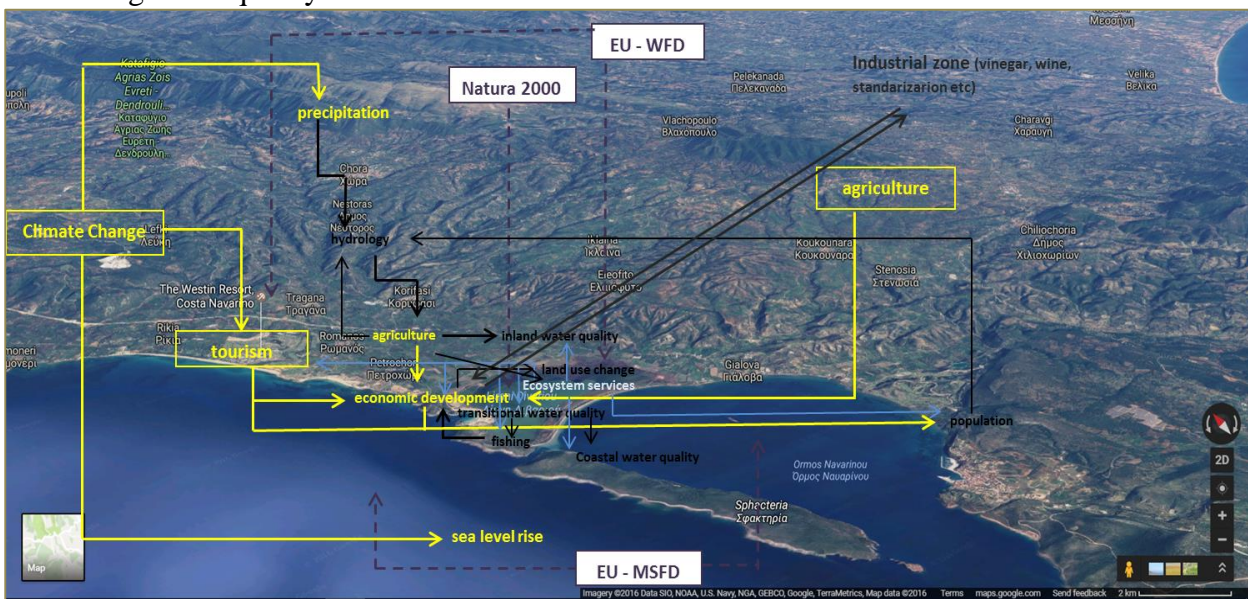 EU - WFD
Natura 2000
Industrial zone (vinegar, wine,
standarizarion etc)
Μεσσήνη
Katafigio
Agrias Zois
Evreti -
Dendrouli...
Καταφύγιο
Άγριας Ζωής
Εύρετη -
Δενδρούλη...
Pelekanada
Πελεκανάδα
Velika
Βελίκα
precipitation
Vlachopoulo
Βλαχόπουλο
Charavgi
Χαραυγή
Chora
Χώρα
agriculture
Nestoras
Δήμος
Νέστορος
Climate Change
Lefki
Λεύκη
hydrology
Iklaina
Ίκλαινα
Koukounara
Κουκουνάρα
Chiliochoria
Δήμος
Χιλιοχωρίων
Stenosia
Στενωσιά
The Westin Resort,
Costa Navarino
Tragana
Τραγάνα
Korifasi
Rikia
Ρίκια
Romanos
Ρωμανός
agriculture
inland water quality
tourism
Petrochori
Πετροχώρι
land use change
Ecosystem services
Gialova
Γιάλοβα
economic development
transitional water quality
population
fishing
Coastal water quality
Ormos Navarinou
Όρμος Ναυαρίνου
2D
Sphacteria
Σφακτηρία
sea level rise
Map
EU - MSFD
Imagery ©2016 Data SIO, NOAA, U.S. Navy, NGA, GEBCO, Google, TerraMetrics, Map data ©2016 Terms maps.google.com Send feedback 2 km